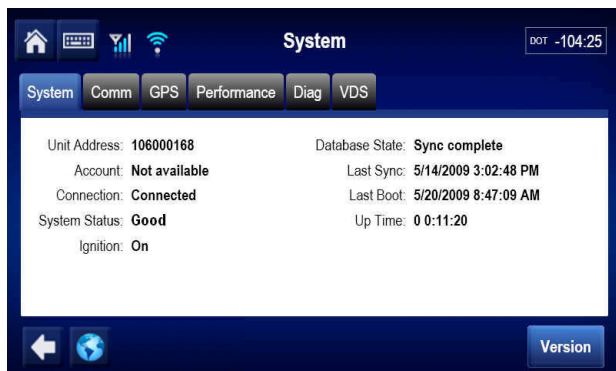 System
DOT -104:25
System Comm GPS Performance Diag VDS
Unit Address: 106000168
Account: Not available
Connection: Connected
System Status: Good
Ignition: On
Database State: Sync complete
Last Sync: 5/14/2009 3:02:48 PM
Last Boot: 5/20/2009 8:47:09 AM
Up Time: 0 0:11:20
Version